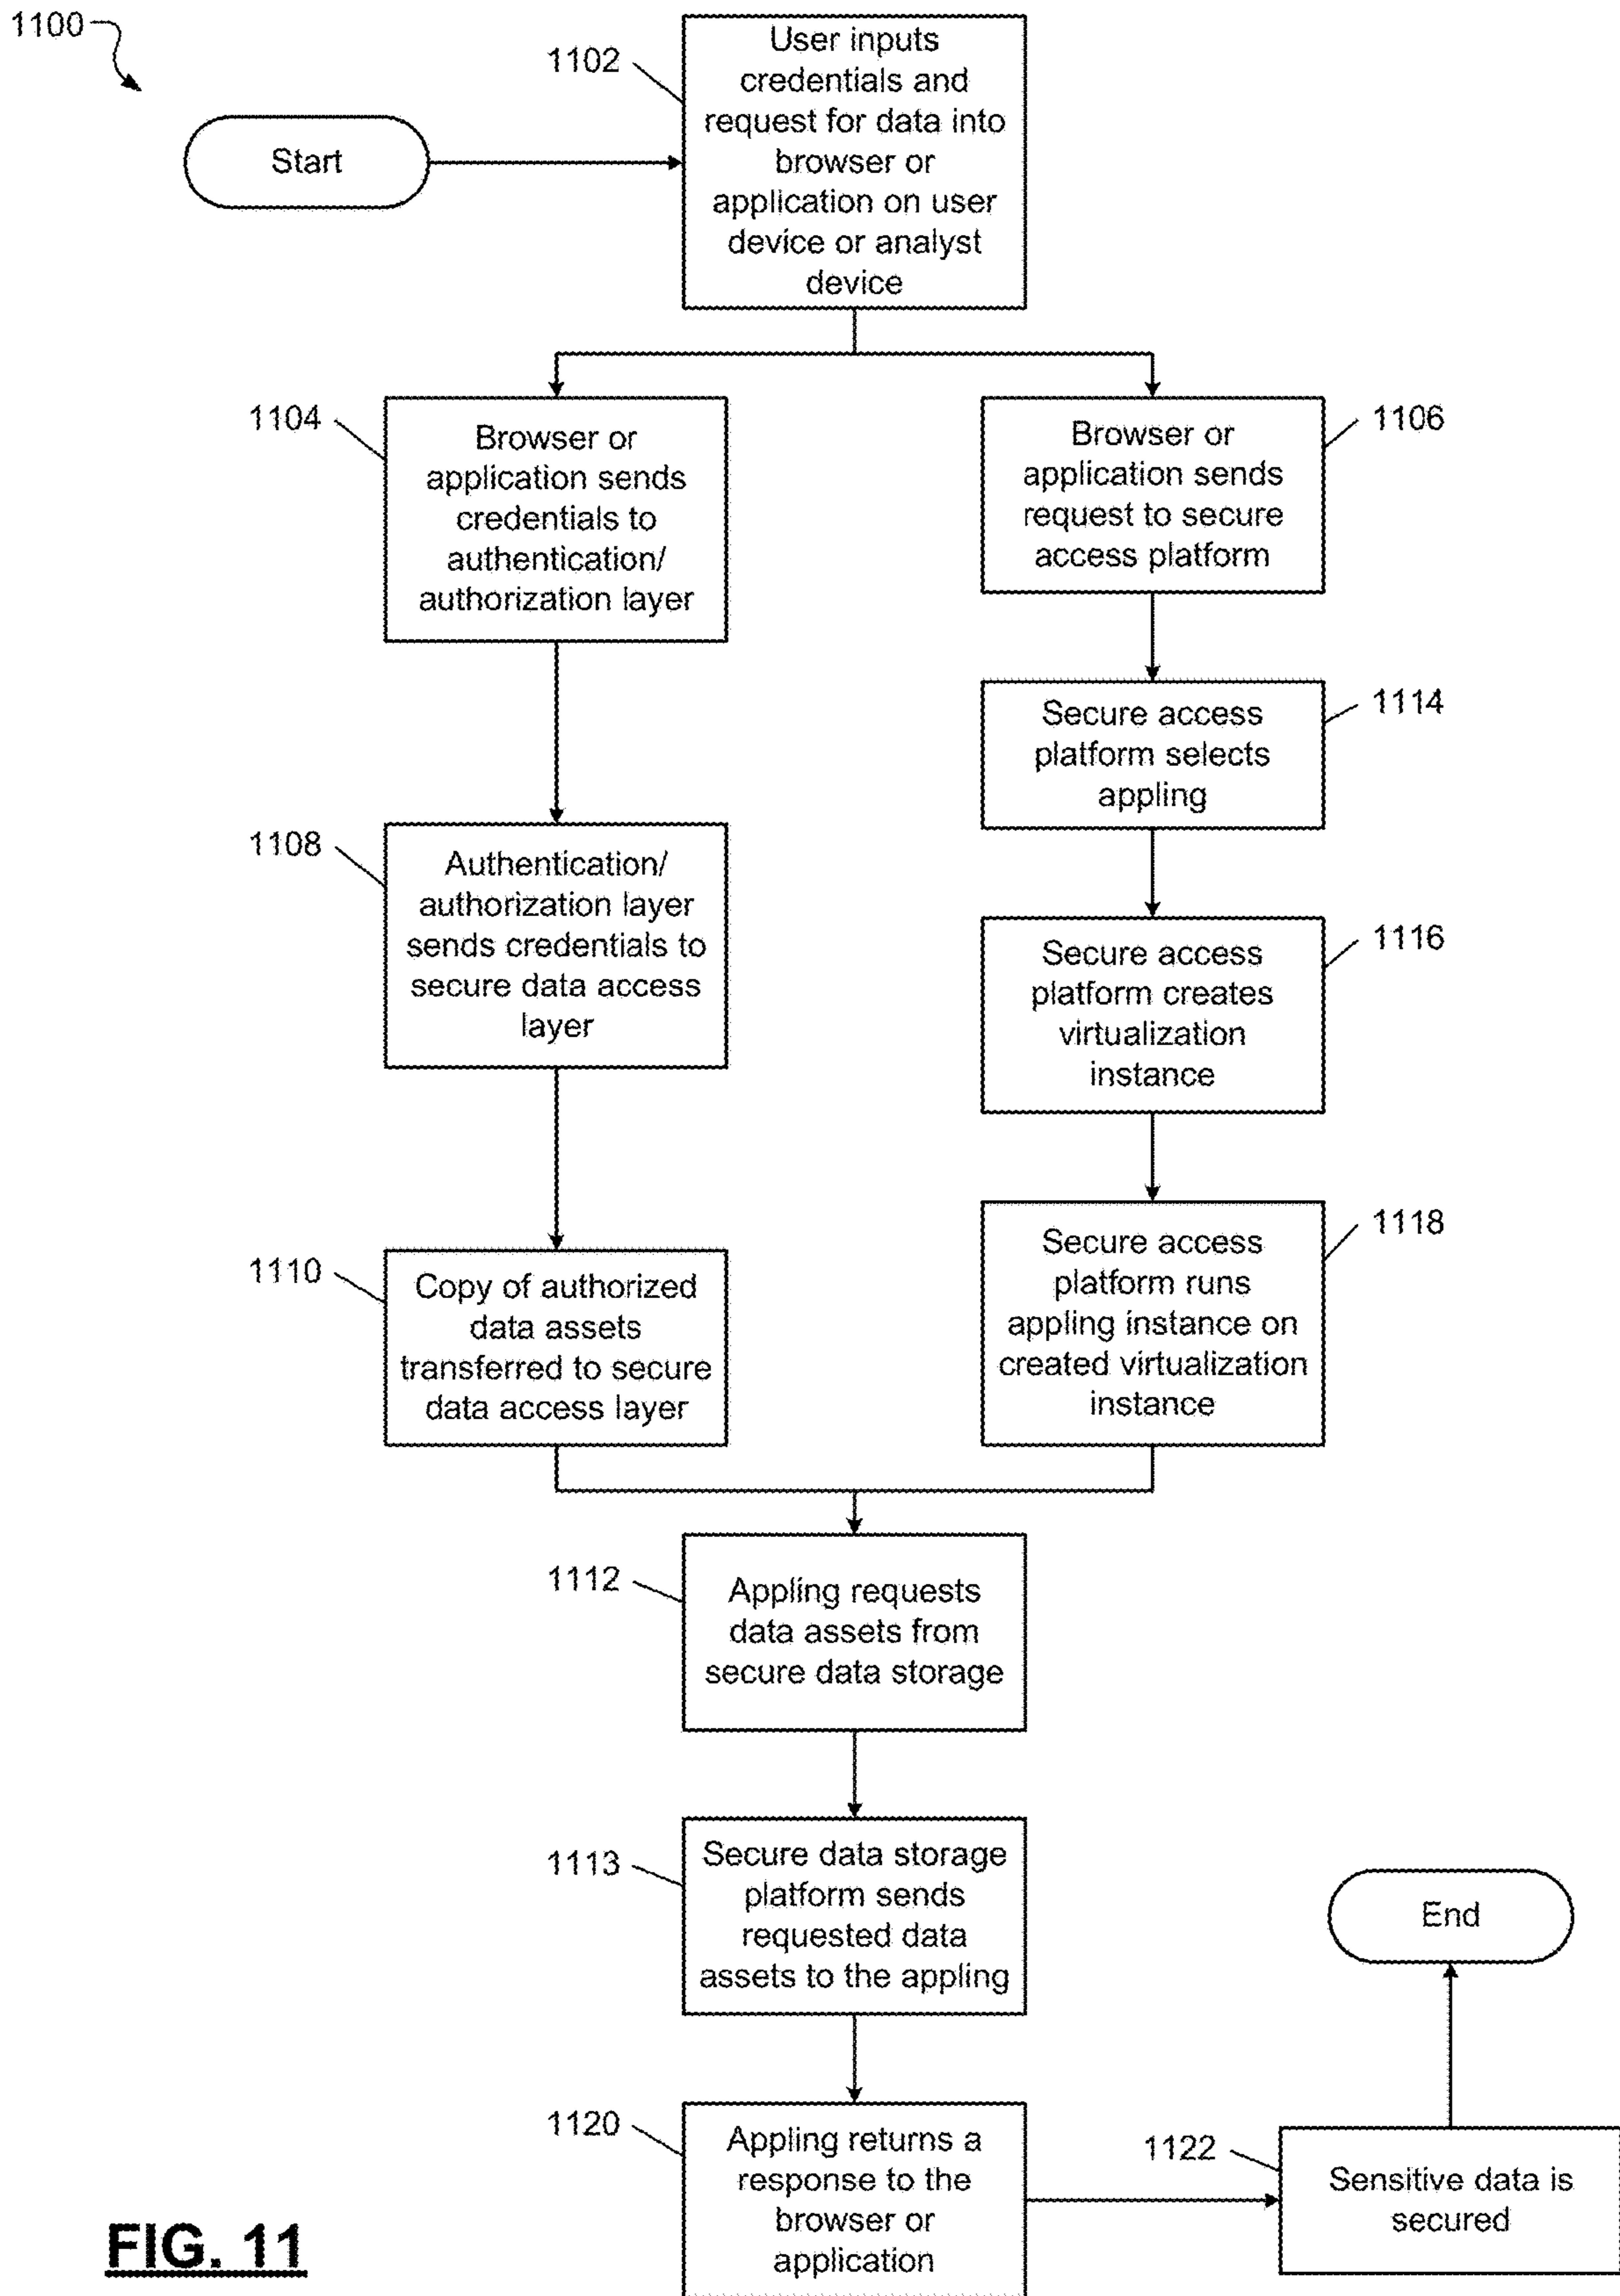 1100
1102
User inputs
credentials and
request for data into
browser or
application on user
device or analyst
device
Start
1104
Browser or
application sends
credentials to
authentication/
authorization layer
1106
Browser or
application sends
request to secure
access platform
1114
Secure access
platform selects
appling
1108
Authentication/
authorization layer
sends credentials to
secure data access
layer
1116
Secure access
platform creates
virtualization
instance
1110
Copy of authorized
data assets
transferred to secure
data access layer
1118
Secure access
platform runs
appling instance on
created virtualization
instance
1112
Appling requests
data assets from
secure data storage
1113
Secure data storage
platform sends
requested data
assets to the appling
End
1120
Appling returns a
response to the
browser or
application
1122
Sensitive data is
secured
FIG. 11